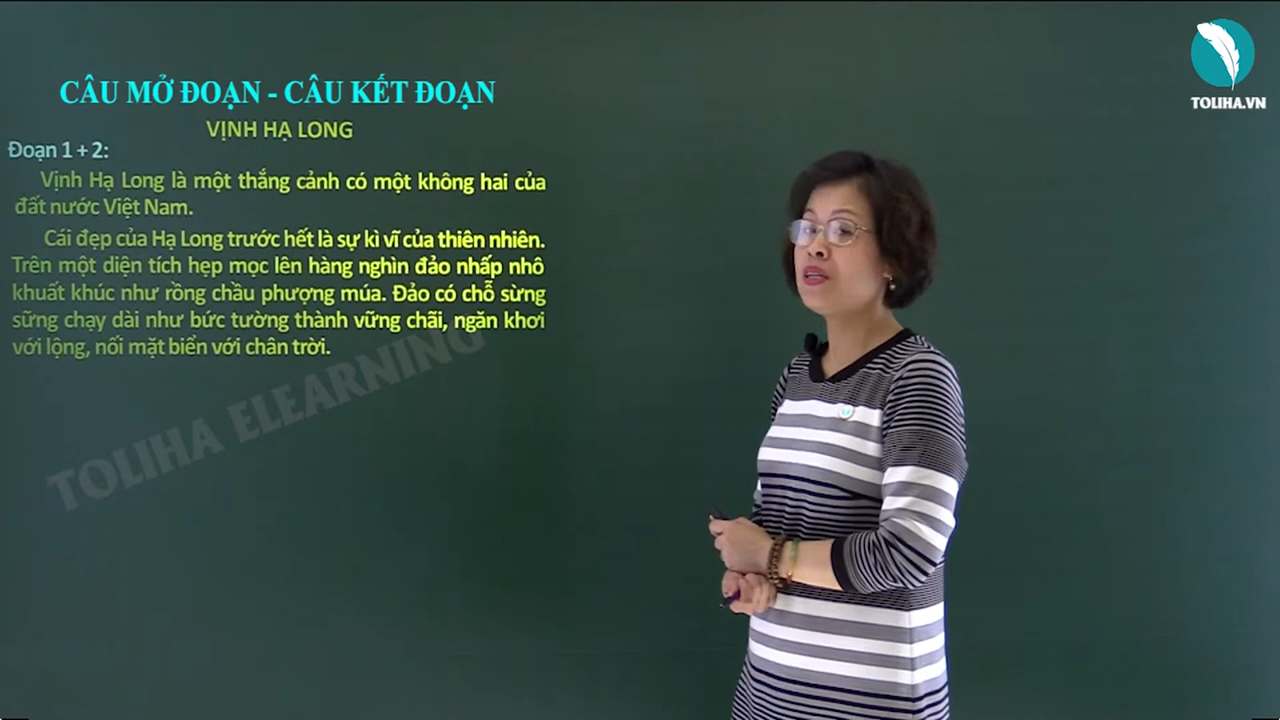 TOLIHA.VN
CÂU MỞ ĐOẠN - CÂU KẾT ĐOẠN
VỊNH HẠ LONG
Đoạn 1 + 2:
Vịnh Hạ Long là một thắng cảnh có một không hai của
đất nước Việt Nam.
Cái đẹp của Hạ Long trước hết là sự kì vĩ của thiên nhiên.
Trên một diện tích hẹp mọc lên hàng nghìn đảo nhấp nhô
khuất khúc như rồng chầu phượng múa. Đảo có chỗ sừng
sững chạy dài như bức tường thành vững chãi, ngăn khơi
với lộng, nối mặt biển với chân trời.
TOLIHA ELEARNING